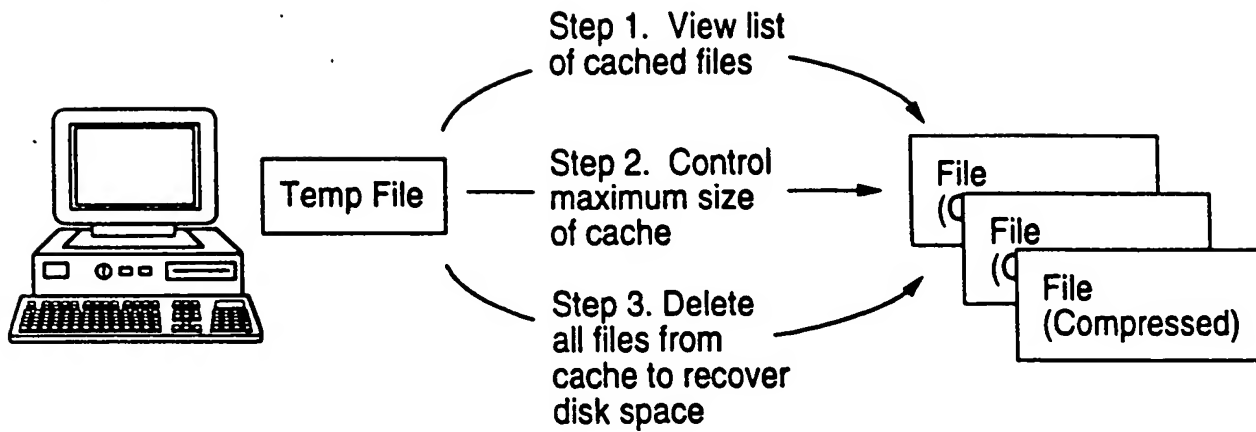 Step 1. View list
of cached files
Temp File
Step 2. Control
maximum size
of cache
Step 3. Delete
all files from
cache to recover
disk space
File
(C
File
(C
File
(Compressed)